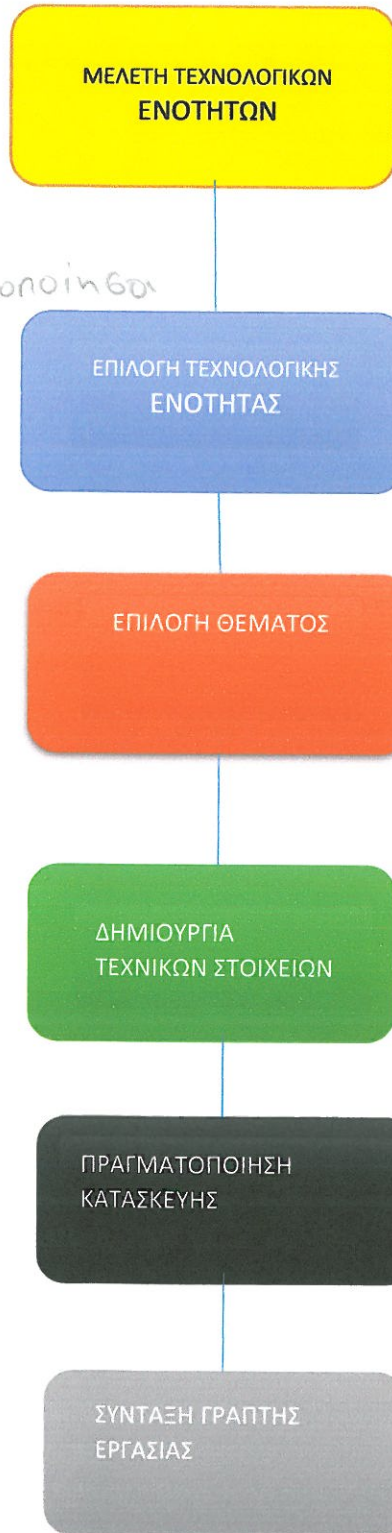 ΜΕΛΕΤΗ ΤΕΧΝΟΛΟΓΙΚΩΝ
ΕΝΟΤΗΤΩΝ
ΕΠΙΛΟΓΗ ΤΕΧΝΟΛΟΓΙΚΗΣ
ΕΝΟΤΗΤΑΣ
ΕΠΙΛΟΓΗ ΘΕΜΑΤΟΣ
ΔΗΜΙΟΥΡΓΙΑ
ΤΕΧΝΙΚΩΝ ΣΤΟΙΧΕΙΩΝ
ΠΡΑΓΜΑΤΟΠΟΙΗΣΗ
ΚΑΤΑΣΚΕΥΗΣ
ΣΥΝΤΑΞΗ ΓΡΑΠΤΗΣ
ΕΡΓΑΣΙΑΣ